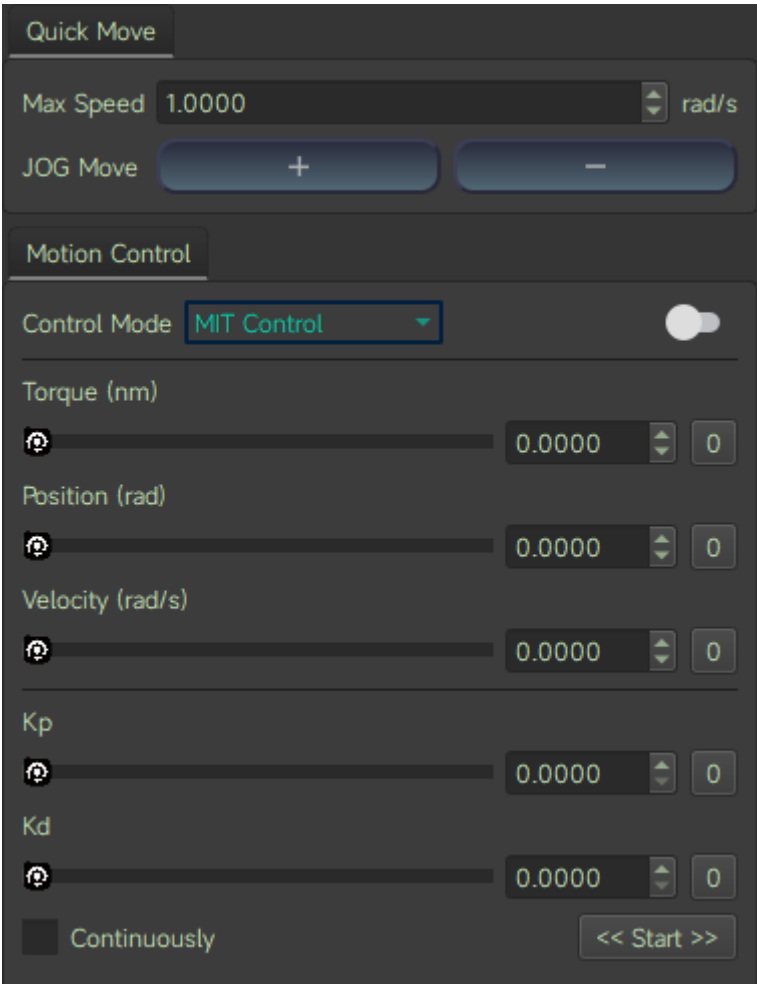 Quick Move
Max Speed 1.0000 rad/s
JOG Move + −
Motion Control
Control Mode MIT Control
Torque (nm)
0.0000 0
Position (rad)
0.0000 0
Velocity (rad/s)
0.0000 0
Kp
0.0000 0
Kd
0.0000 0
Continuously << Start >>